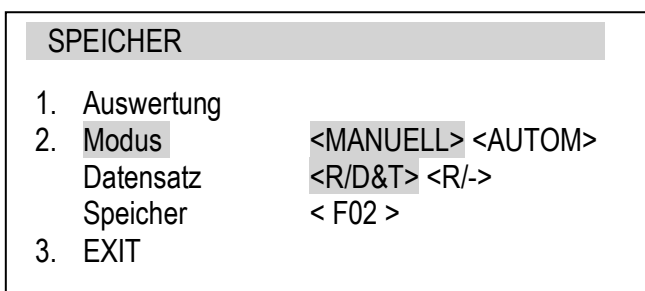 SPEICHER
1. Auswertung
2. Modus <MANUELL> <AUTOM>
Datensatz <R/D&T> <R/->
Speicher < F02 >
3. EXIT